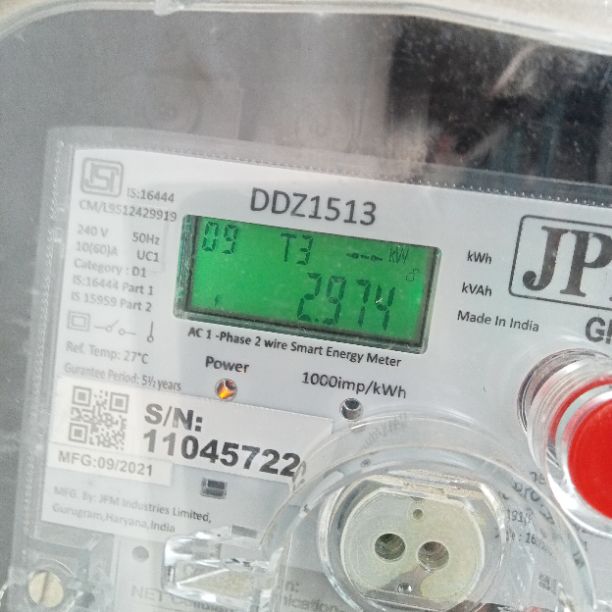 IS:16444
CM/L9512429919
DDZ1513
240 V 50Hz
10(60)A UC1
Category : D1
IS:16444 Part 1
IS 15959 Part 2
09 T3 --- kW
2.974
kWh
kVAh
JP
Made In India
AC 1 -Phase 2 wire Smart Energy Meter
Ref. Temp: 27°C
Gurantee Period: 5½ years
Power
1000imp/kWh
S/N:
11045722
MFG:09/2021
MFG. By: JFM Industries Limited,
Gurugram,Haryana,India